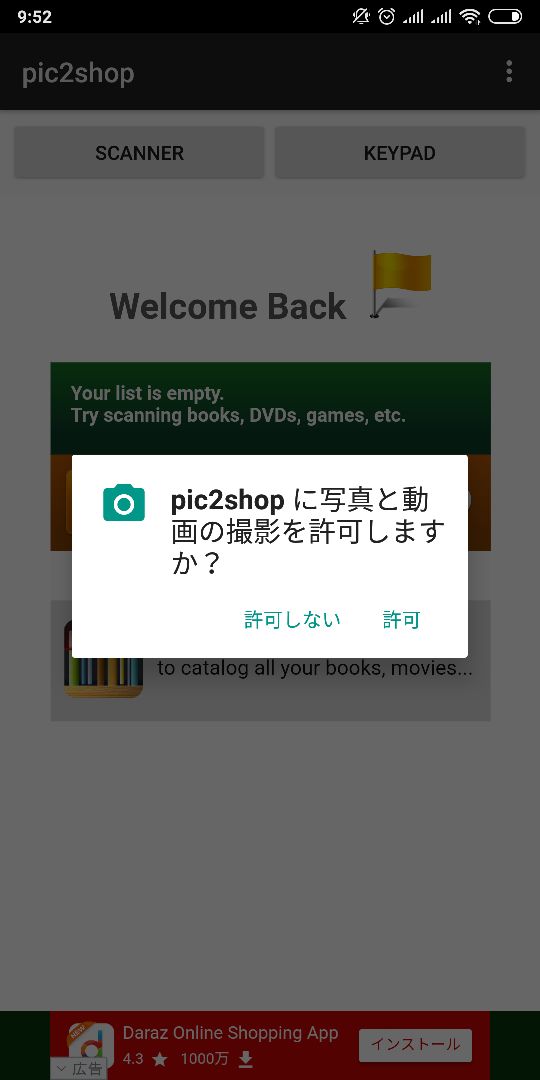 9:52
pic2shop
SCANNER
KEYPAD
Welcome Back
Your list is empty.
Try scanning books, DVDs, games, etc.
pic2shop に写真と動
画の撮影を許可します
か？
許可しない
許可
to catalog all your books, movies...
NEW
Daraz Online Shopping App
4.3
1000万
インストール
広告